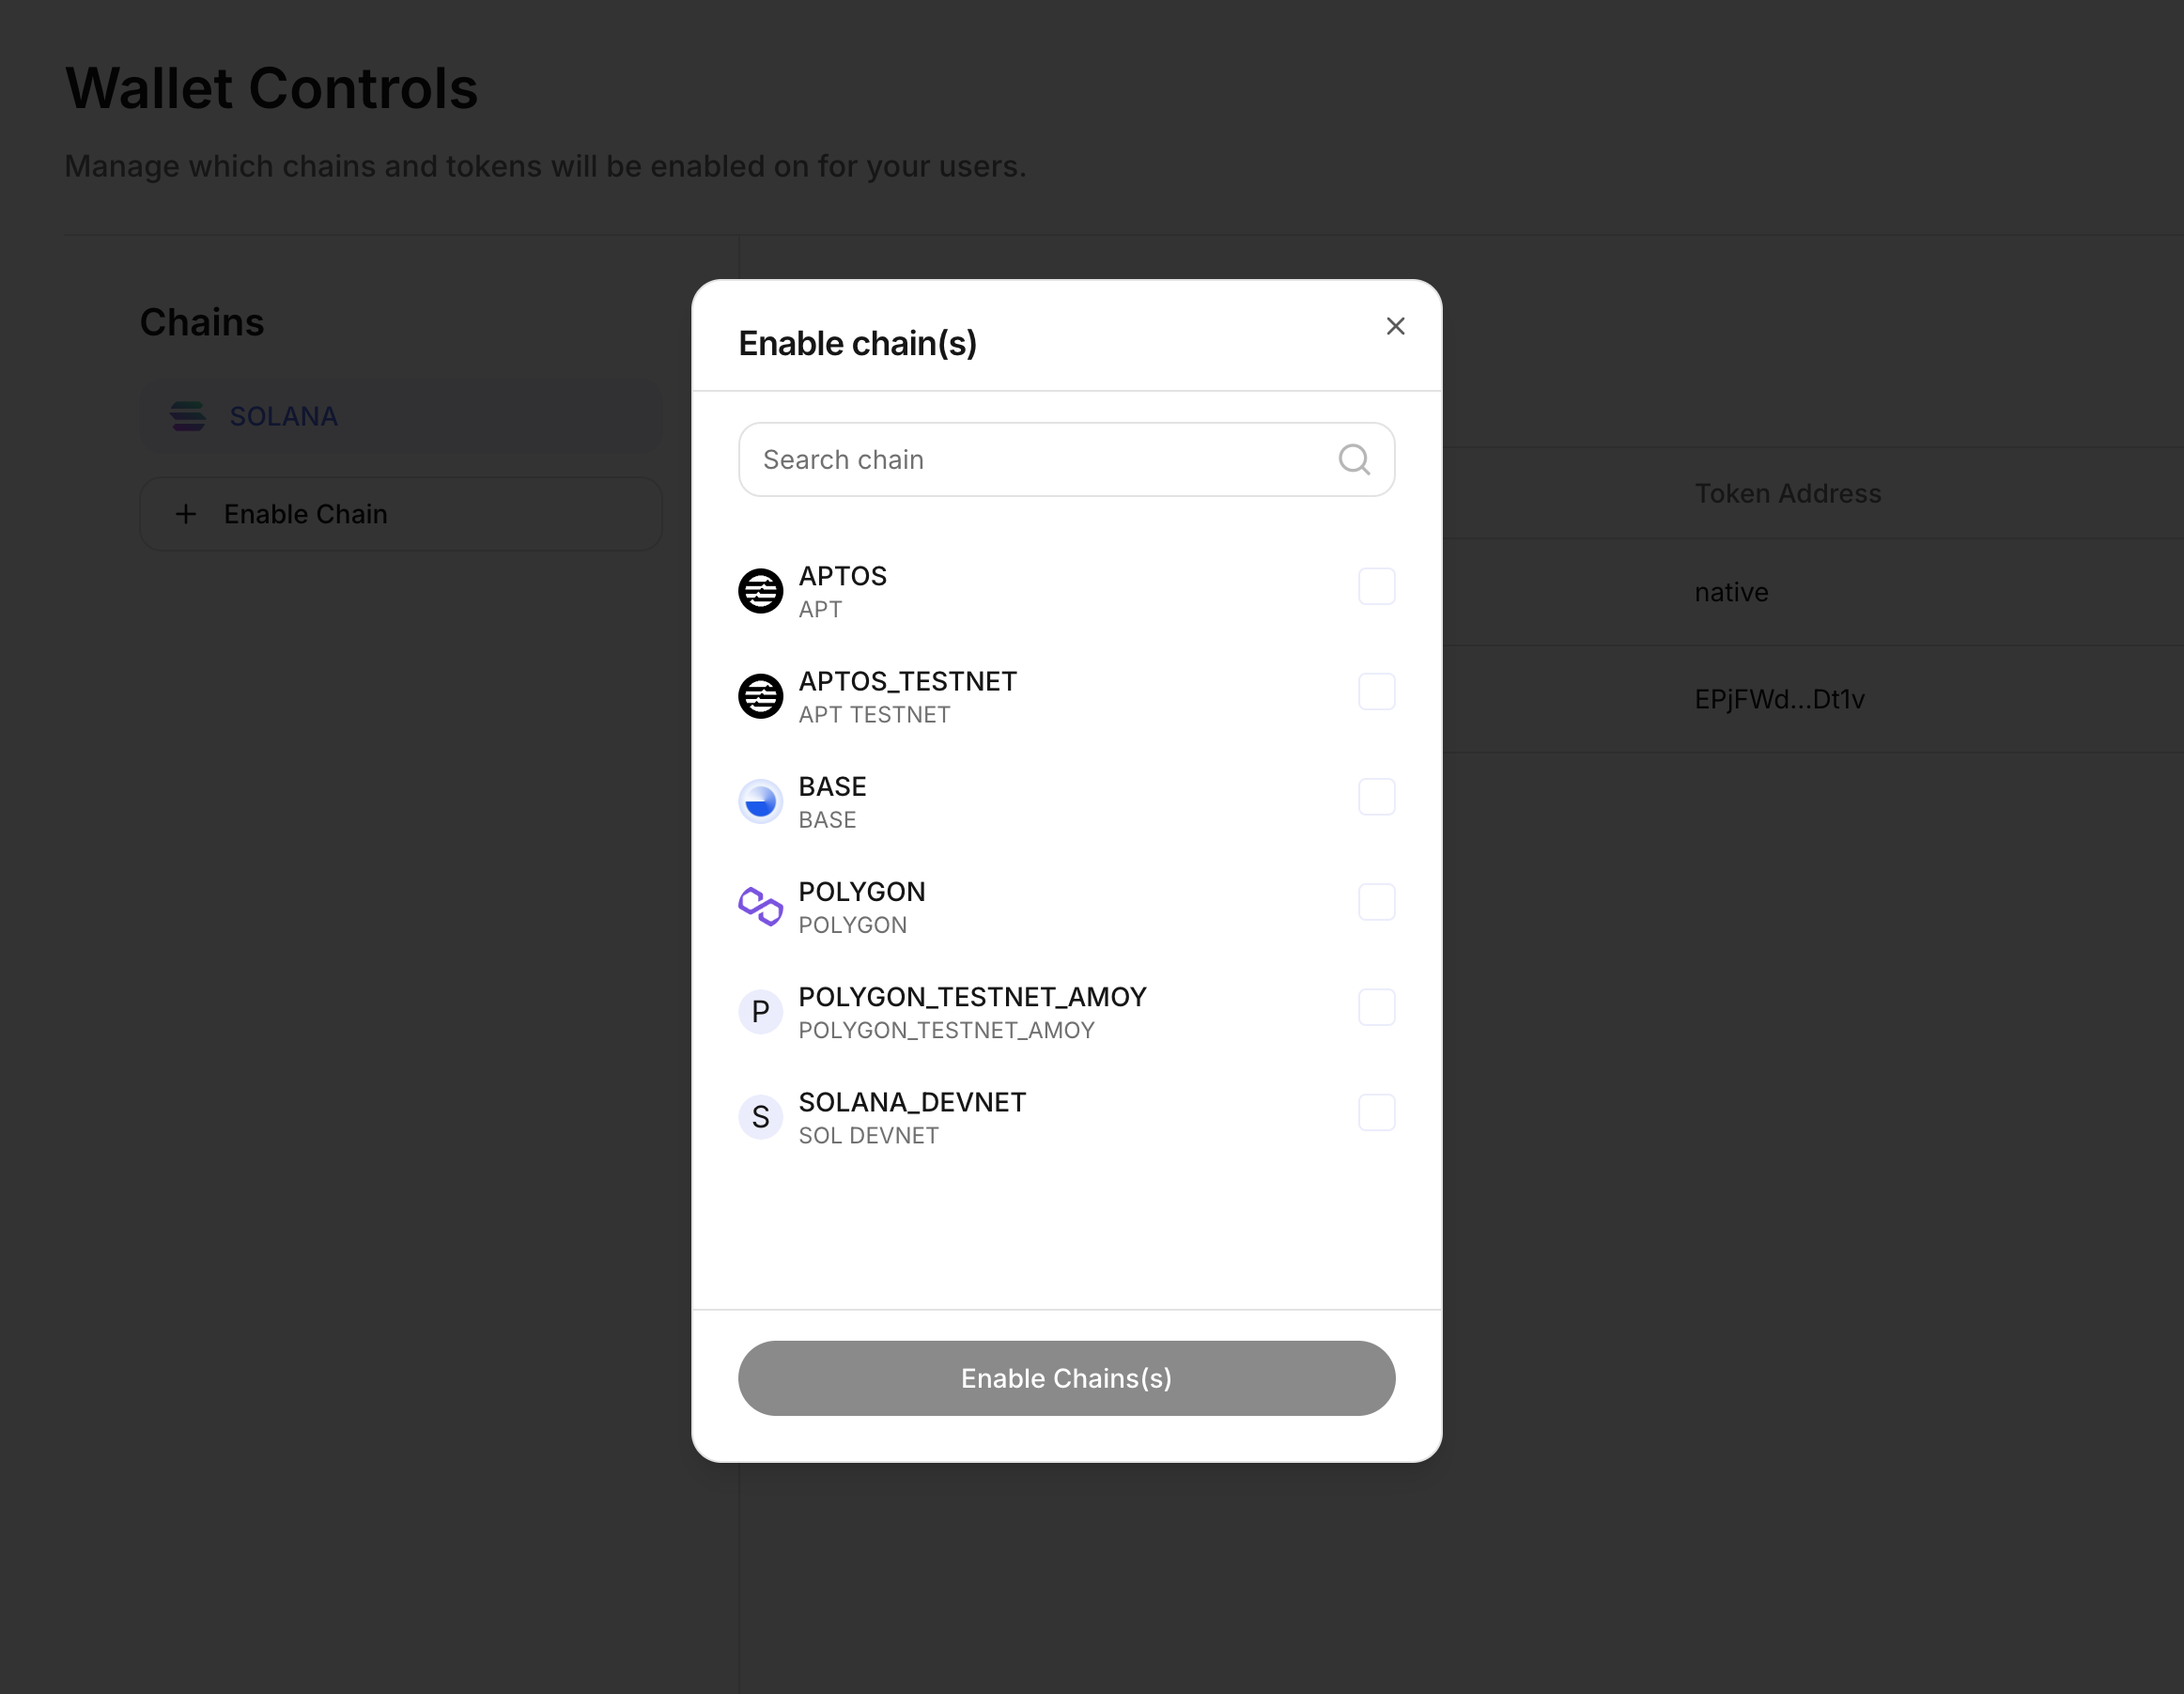 Wallet Controls
Manage which chains and tokens will be enabled on for your users.
Chains
SOLANA
Enable Chain
Enable chain(s)
Search chain
APTOS
APT
APTOS_TESTNET
APT TESTNET
BASE
BASE
POLYGON
POLYGON
P
POLYGON_TESTNET_AMOY
POLYGON_TESTNET_AMOY
S
SOLANA_DEVNET
SOL DEVNET
Enable Chains(s)
Token Address
native
EPjFWd...Dt1v